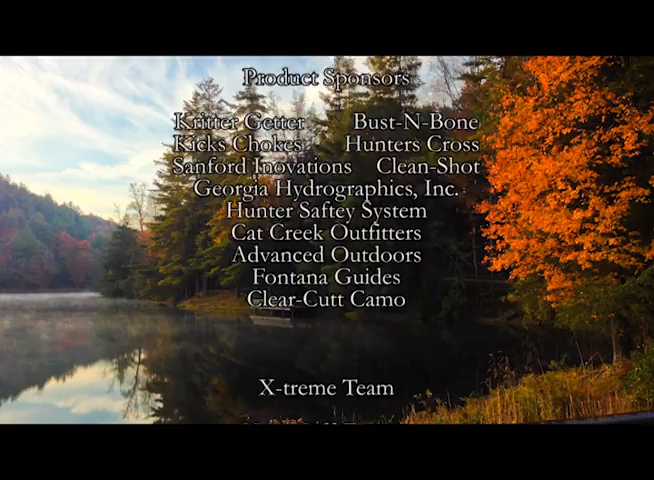 Product Sponsors
Kritter Getter Bust-N-Bone
Kicks Chokes Hunters Cross
Sanford Inovations Clean-Shot
Georgia Hydrographics, Inc.
Hunter Saftey System
Cat Creek Outfitters
Advanced Outdoors
Fontana Guides
Clear-Cutt Camo
X-treme Team